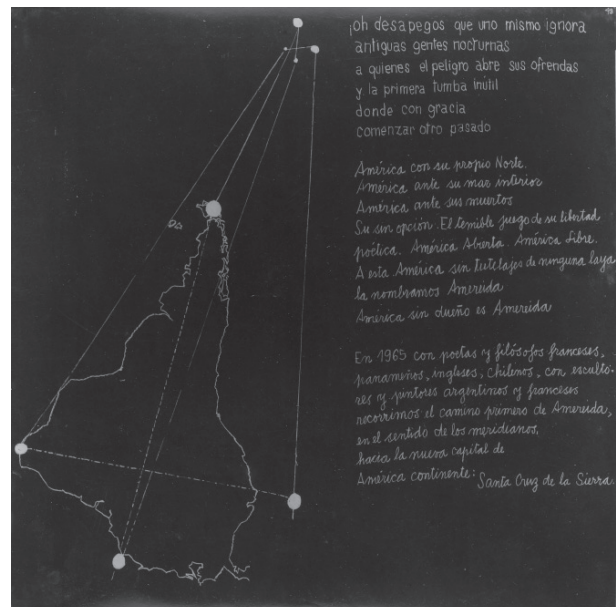 ¡oh desapegos que uno mismo ignora
antiguas gentes nocturnas
a quienes el peligro abre sus ofrendas
y la primera tumba inútil
donde con gracia
comenzar otro pasado
América con su propio Norte.
América ante su mar interior
América ante sus muertos
Su sin opción. El temible juego de su libertad
poética. América Abierta. América Libre.
A esta América sin tutelajes de ninguna laya
la nombramos Amereida
América sin dueño es Amereida
En 1965 con poetas y filósofos franceses,
panameños, ingleses, chilenos, con esculto-
res y pintores argentinos y franceses
recorrimos el camino primero de Amereida,
en el sentido de los meridianos,
hacia la nueva capital de
América continente: Santa Cruz de la Sierra.